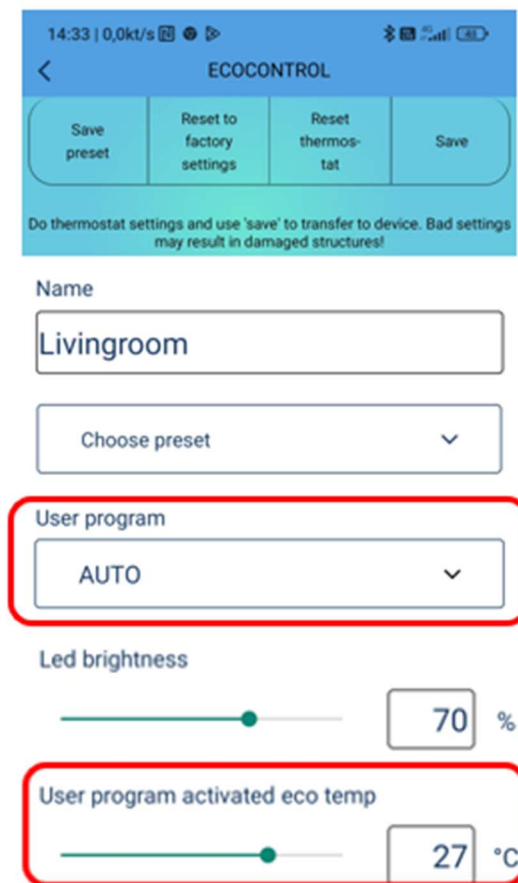 14:33 | 0,0kt/s
ECOCONTROL
Save
preset
Reset to
factory
settings
Reset
thermos-
tat
Save
Do thermostat settings and use 'save' to transfer to device. Bad settings
may result in damaged structures!
Name
Livingroom
Choose preset
User program
AUTO
Led brightness
70 %
User program activated eco temp
27 °C